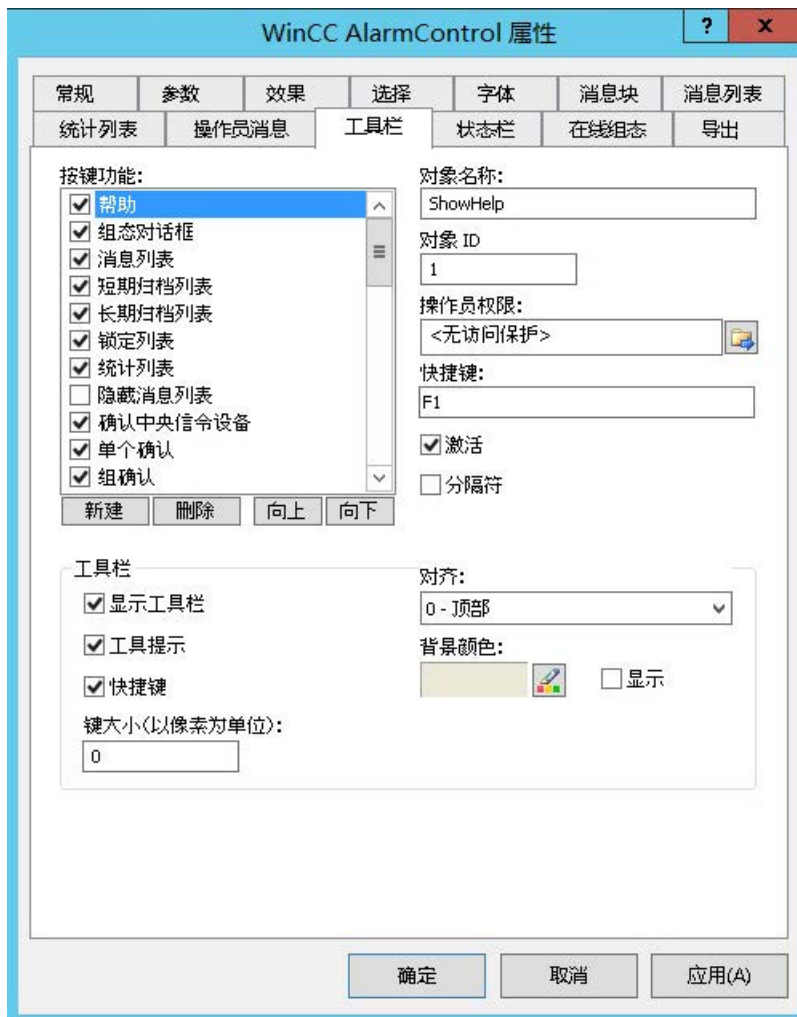 WinCC AlarmControl 属性
? x
常规 参数 效果 选择 字体 消息块 消息列表
统计列表 操作员消息 工具栏 状态栏 在线组态 导出
按键功能:
帮助
组态对话框
消息列表
短期归档列表
长期归档列表
锁定列表
统计列表
隐藏消息列表
确认中央信令设备
单个确认
组确认
新建 删除 向上 向下
对象名称:
ShowHelp
对象 ID
1
操作员权限:
<无访问保护>
快捷键:
F1
激活
分隔符
工具栏
显示工具栏
工具提示
快捷键
键大小(以像素为单位):
0
对齐:
0 - 顶部
背景颜色:
显示
确定 取消 应用(A)